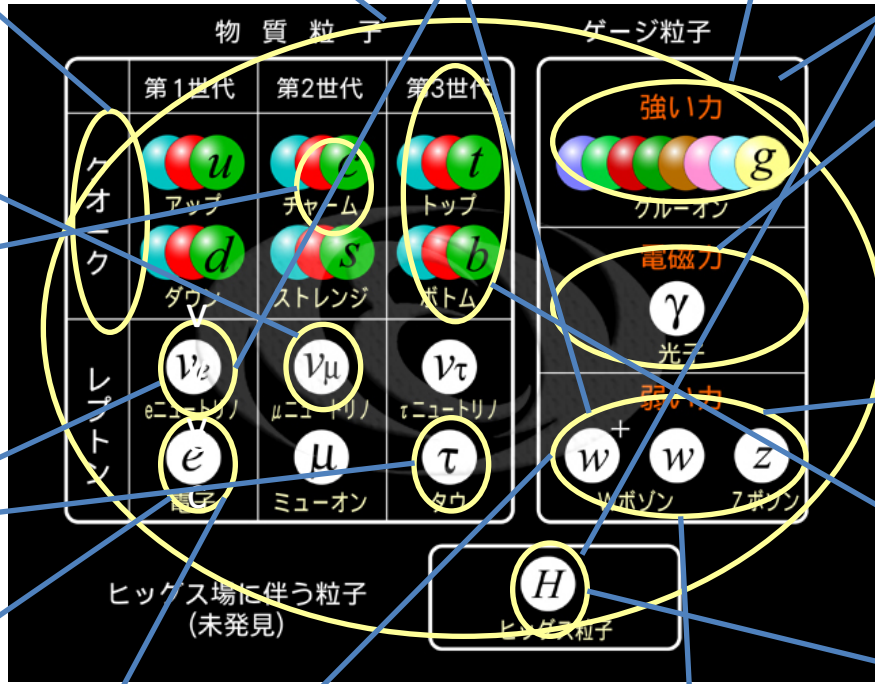 物質粒子
ゲージ粒子
第1世代 第2世代 第3世代
クォーク
u c t
アップ チャーム トップ
d s b
ダウン ストレンジ ボトム
レプトン
νe νμ ντ
eニュートリノ μニュートリノ τニュートリノ
e μ τ
電子 ミューオン タウ
強い力
g
グルーオン
電磁力
γ
光子
弱い力
w+ w z
Wボソン Zボソン
ヒッグス場に伴う粒子
(未発見)
H
ヒッグス粒子